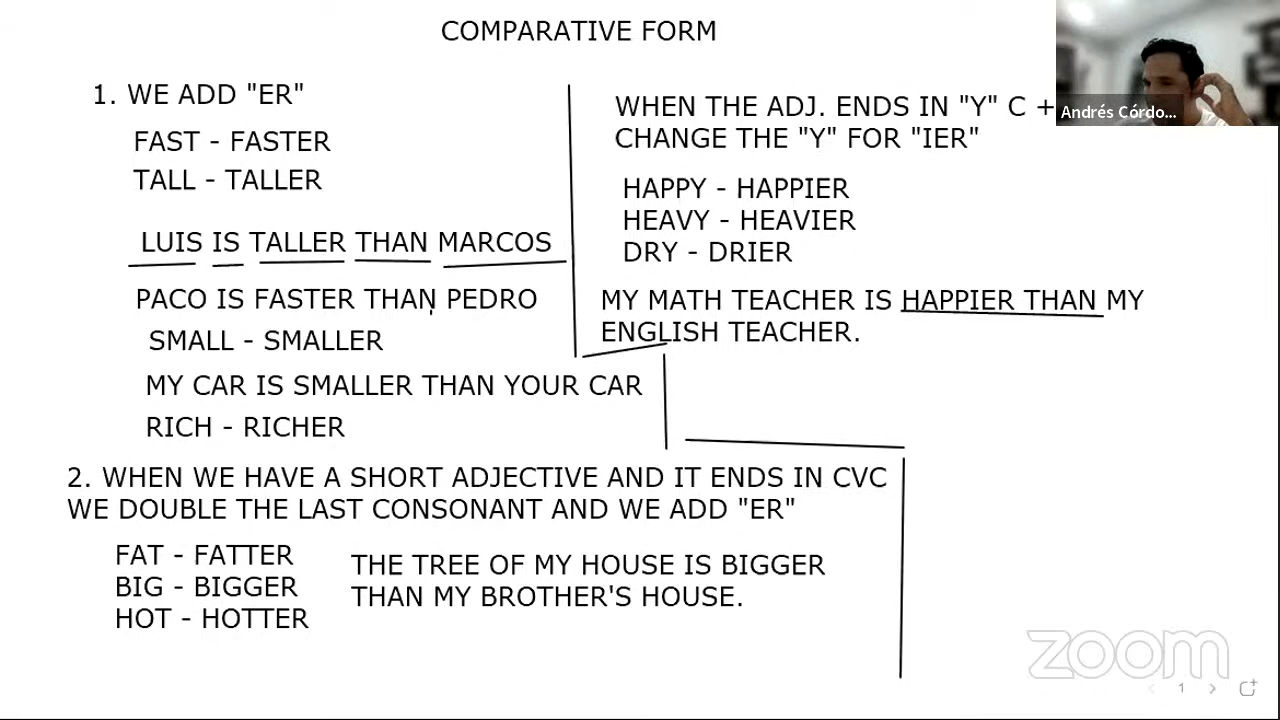 COMPARATIVE FORM
1. WE ADD "ER"
FAST - FASTER
TALL - TALLER
LUIS IS TALLER THAN MARCOS
PACO IS FASTER THAN PEDRO
SMALL - SMALLER
MY CAR IS SMALLER THAN YOUR CAR
RICH - RICHER
WHEN THE ADJ. ENDS IN "Y" C +
CHANGE THE "Y" FOR "IER"
HAPPY - HAPPIER
HEAVY - HEAVIER
DRY - DRIER
MY MATH TEACHER IS HAPPIER THAN MY
ENGLISH TEACHER.
2. WHEN WE HAVE A SHORT ADJECTIVE AND IT ENDS IN CVC
WE DOUBLE THE LAST CONSONANT AND WE ADD "ER"
FAT - FATTER
BIG - BIGGER
HOT - HOTTER
THE TREE OF MY HOUSE IS BIGGER
THAN MY BROTHER'S HOUSE.
Andrés Córdo...
zoom
1